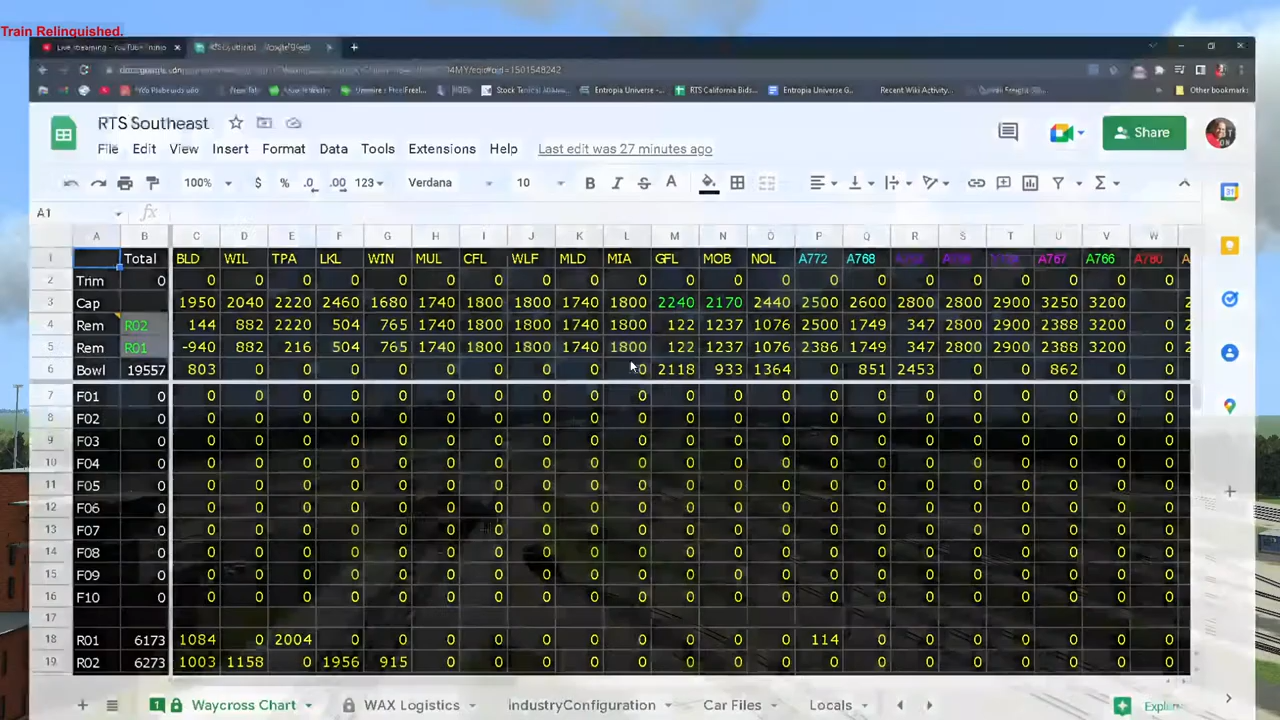 Train Relinquished.
Stock Terminal
Entropia Universe -...
RTS California Bids...
Entropia Universe G...
Recent Wiki Activity...
Other bookmarks
RTS Southeast
File Edit View Insert Format Data Tools Extensions Help Last edit was 27 minutes ago
Share
100% $ % .0 .00 123 Verdana 10 B I S A
A1 fx
A B C D E F G H I J K L M N O P Q R S T U V W
1 Total BLD WIL TPA LKL WIN MUL CFL WLF MLD MIA GFL MOB NOL A772 A768 A767 A766 A780 A
2 Trim 0 0 0 0 0 0 0 0 0 0 0 0 0 0 0 0 0 0 0 0 0 0
3 Cap 1950 2040 2220 2460 1680 1740 1800 1800 1740 1800 2240 2170 2440 2500 2600 2800 2800 2900 3250 3200 2
4 Rem R02 144 882 2220 504 765 1740 1800 1800 1740 1800 122 1237 1076 2500 1749 347 2800 2900 2388 3200 0 2
5 Rem R01 -940 882 216 504 765 1740 1800 1800 1740 1800 122 1237 1076 2386 1749 347 2800 2900 2388 3200 0 2
6 Bowl 19557 803 0 0 0 0 0 0 0 0 0 2118 933 1364 0 851 2453 0 0 862 0 0
7 F01 0 0 0 0 0 0 0 0 0 0 0 0 0 0 0 0 0 0 0 0 0 0
8 F02 0 0 0 0 0 0 0 0 0 0 0 0 0 0 0 0 0 0 0 0 0 0
9 F03 0 0 0 0 0 0 0 0 0 0 0 0 0 0 0 0 0 0 0 0 0 0
10 F04 0 0 0 0 0 0 0 0 0 0 0 0 0 0 0 0 0 0 0 0 0 0
11 F05 0 0 0 0 0 0 0 0 0 0 0 0 0 0 0 0 0 0 0 0 0 0
12 F06 0 0 0 0 0 0 0 0 0 0 0 0 0 0 0 0 0 0 0 0 0 0
13 F07 0 0 0 0 0 0 0 0 0 0 0 0 0 0 0 0 0 0 0 0 0 0
14 F08 0 0 0 0 0 0 0 0 0 0 0 0 0 0 0 0 0 0 0 0 0 0
15 F09 0 0 0 0 0 0 0 0 0 0 0 0 0 0 0 0 0 0 0 0 0 0
16 F10 0 0 0 0 0 0 0 0 0 0 0 0 0 0 0 0 0 0 0 0 0 0
17
18 R01 6173 1084 0 2004 0 0 0 0 0 0 0 0 0 0 114 0 0 0 0 0 0 0
19 R02 6273 1003 1158 0 1956 915 0 0 0 0 0 0 0 0 0 0 0 0 0 0 0 0
1 Waycross Chart WAX Logistics IndustryConfiguration Car Files Locals Explore